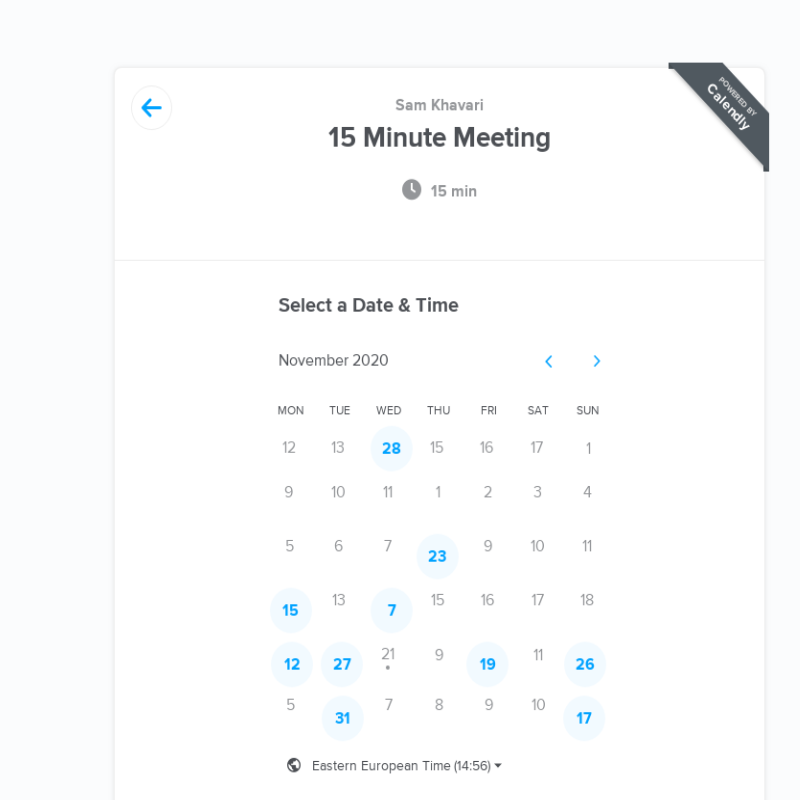 POWERED BY
Calendly
Sam Khavari
15 Minute Meeting
15 min
Select a Date & Time
November 2020
MON TUE WED THU FRI SAT SUN
12 13 28 15 16 17 1
9 10 11 1 2 3 4
5 6 7 23 9 10 11
15 13 7 15 16 17 18
12 27 21 9 19 11 26
5 31 7 8 9 10 17
Eastern European Time (14:56)